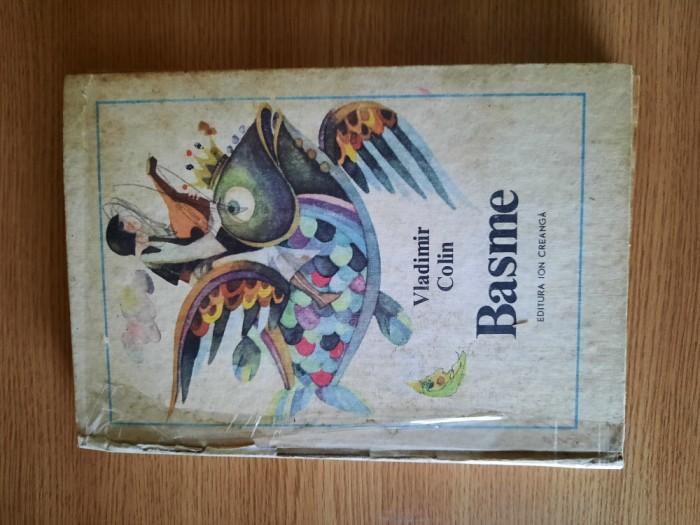 Vladimir
Colin
Basme
EDITURA ION CREANGĂ